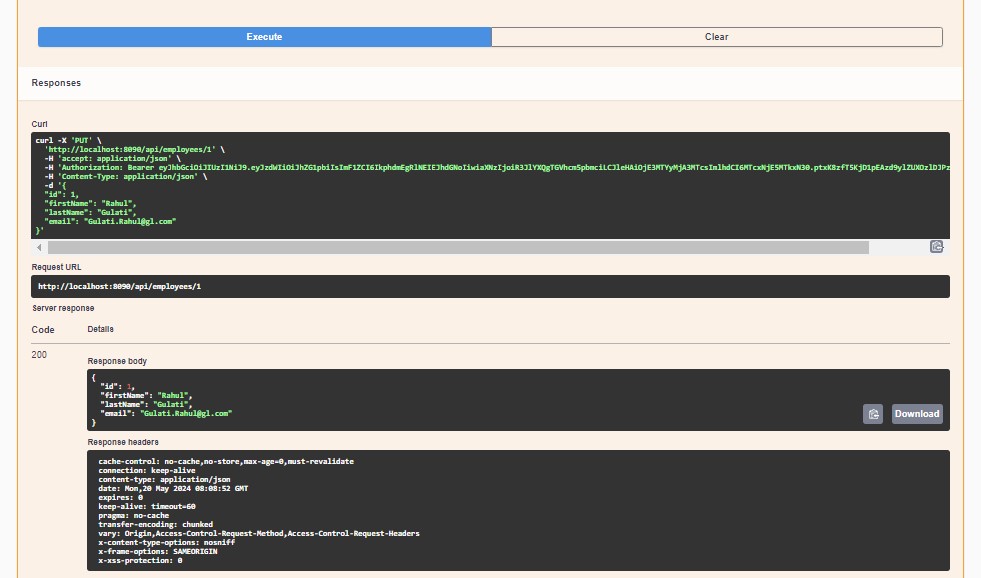 Execute
Clear
Responses
Curl
curl -X 'PUT' \
'http://localhost:8090/api/employees/1' \
-H 'accept: application/json' \
-H 'Authorization: Bearer
-H 'Content-Type: application/json' \
-d '{
"id": 1,
"firstName": "Rahul",
"lastName": "Gulati",
"email": "Gulati.Rahul@gl.com"
}'
Request URL
http://localhost:8090/api/employees/1
Server response
Code
Details
200
Response body
{
"id": 1,
"firstName": "Rahul",
"lastName": "Gulati",
"email": "Gulati.Rahul@gl.com"
}
Download
Response headers
cache-control: no-cache,no-store,max-age=0,must-revalidate
connection: keep-alive
content-type: application/json
date: Mon,20 May 2024 08:08:52 GMT
expires: 0
keep-alive: timeout=60
pragma: no-cache
transfer-encoding: chunked
vary: Origin,Access-Control-Request-Method,Access-Control-Request-Headers
x-content-type-options: nosniff
x-frame-options: SAMEORIGIN
x-xss-protection: 0